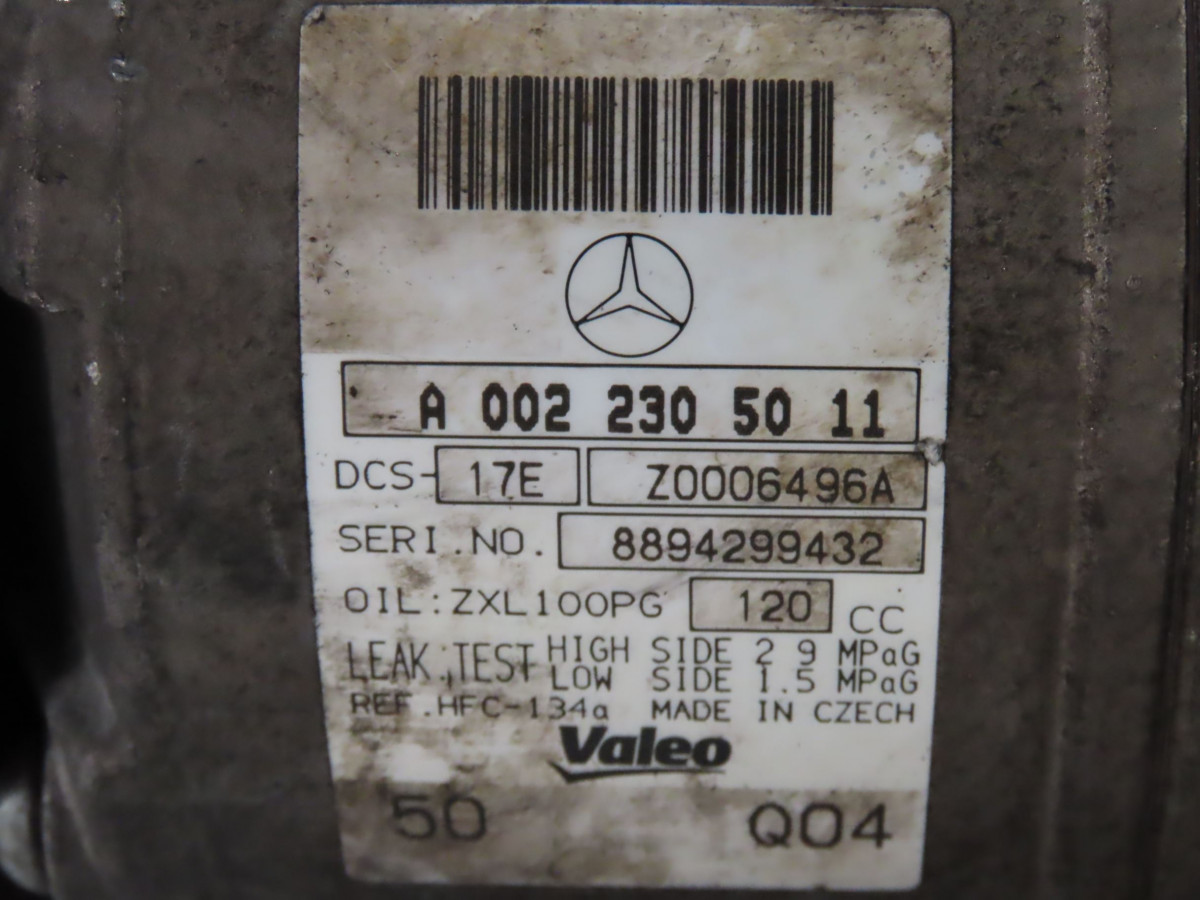 A 002 230 50 11
DCS-17E Z0006496A
SERI.NO. 8894299432
OIL:ZXL100PG 120 CC
LEAK.TEST HIGH SIDE 2 9 MPaG
LOW SIDE 1.5 MPaG
REF.HFC-134a MADE IN CZECH
Valeo
50 Q04